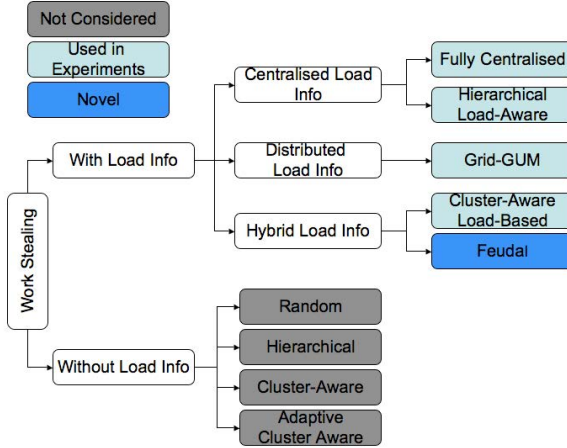 Not Considered
Used in
Experiments
Novel
Work Stealing
With Load Info
Centralised Load
Info
Fully Centralised
Hierarchical
Load-Aware
Distributed
Load Info
Grid-GUM
Hybrid Load Info
Cluster-Aware
Load-Based
Feudal
Without Load Info
Random
Hierarchical
Cluster-Aware
Adaptive
Cluster Aware